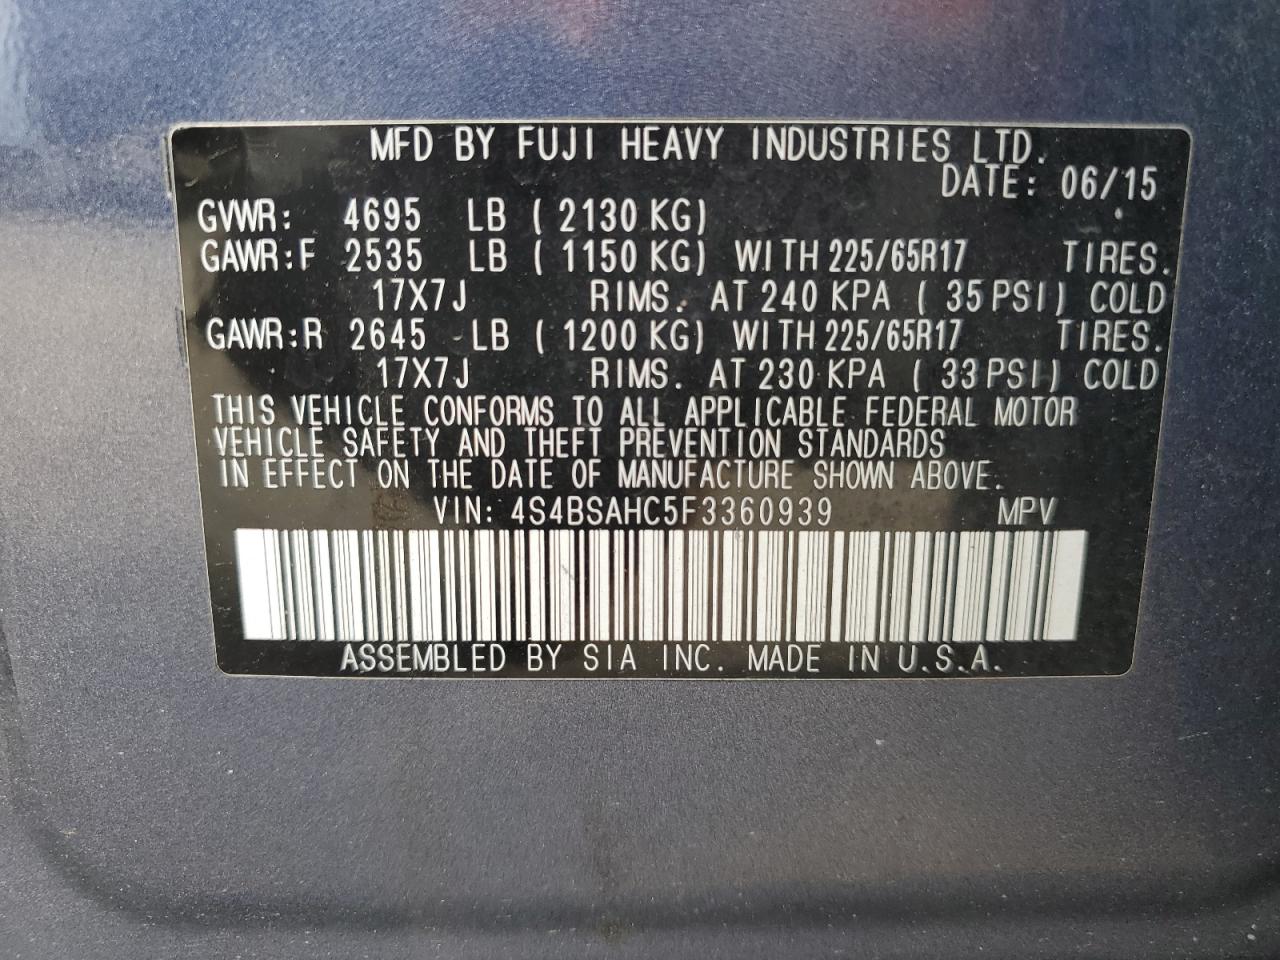 MFD BY FUJI HEAVY INDUSTRIES LTD.
DATE: 06/15
GVWR: 4695 LB ( 2130 KG)
GAWR:F 2535 LB ( 1150 KG) WITH 225/65R17 TIRES.
17X7J RIMS. AT 240 KPA ( 35 PSI) COLD
GAWR:R 2645 LB ( 1200 KG) WITH 225/65R17 TIRES.
17X7J RIMS. AT 230 KPA ( 33 PSI) COLD
THIS VEHICLE CONFORMS TO ALL APPLICABLE FEDERAL MOTOR
VEHICLE SAFETY AND THEFT PREVENTION STANDARDS
IN EFFECT ON THE DATE OF MANUFACTURE SHOWN ABOVE.
VIN: 4S4BSAHC5F3360939 MPV
ASSEMBLED BY SIA INC. MADE IN U.S.A.